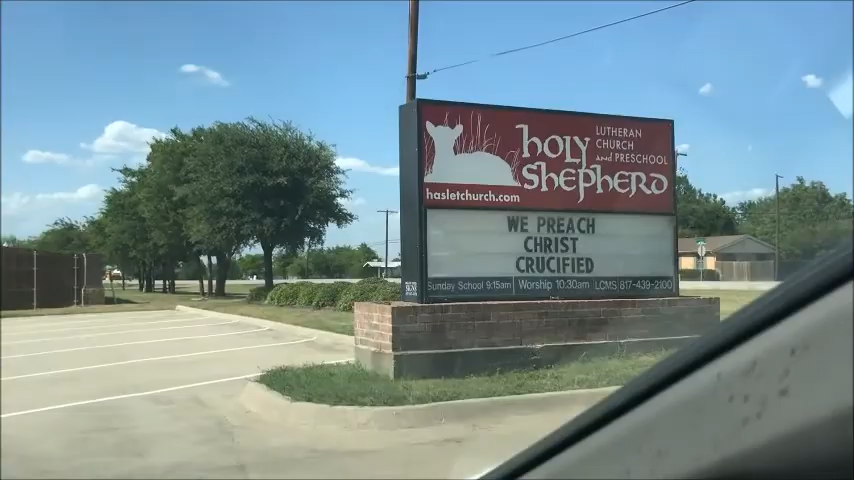 holy
shepherd
LUTHERAN
CHURCH
and PRESCHOOL
hasletchurch.com
WE PREACH
CHRIST
CRUCIFIED
Sunday School 9:15am Worship 10:30am LCMS 817-439-2100